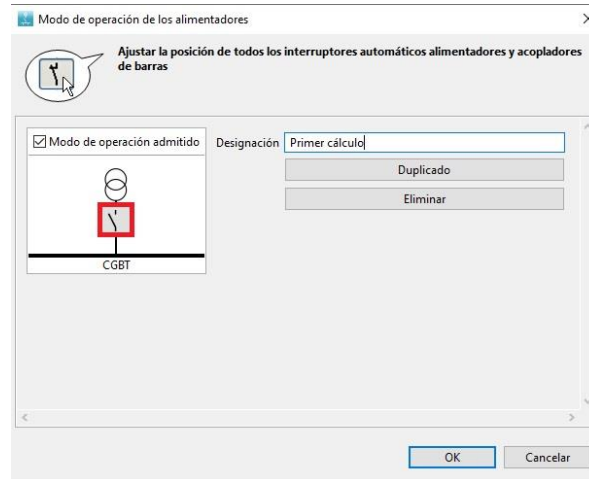 Modo de operación de los alimentadores
Ajustar la posición de todos los interruptores automáticos alimentadores y acopladores
de barras
Modo de operación admitido
Designación
Primer cálculo
Duplicado
Eliminar
CGBT
OK
Cancelar